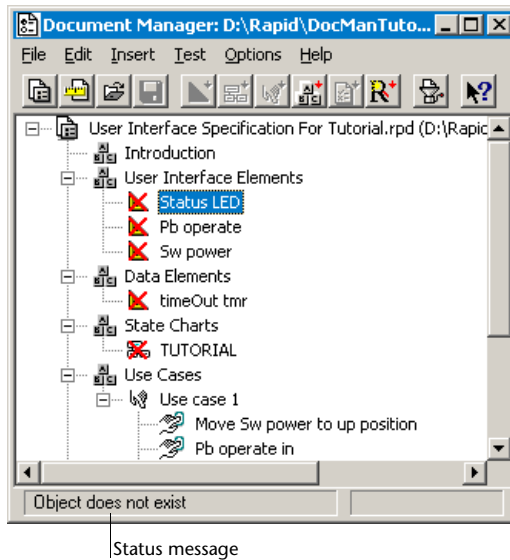 Document Manager: D:\Rapid\DocManTuto...
File Edit Insert Test Options Help
User Interface Specification For Tutorial.rpd (D:\Rapic
Introduction
User Interface Elements
Status LED
Pb operate
Sw power
Data Elements
timeOut tmr
State Charts
TUTORIAL
Use Cases
Use case 1
Move Sw power to up position
Pb operate in
Object does not exist
Status message